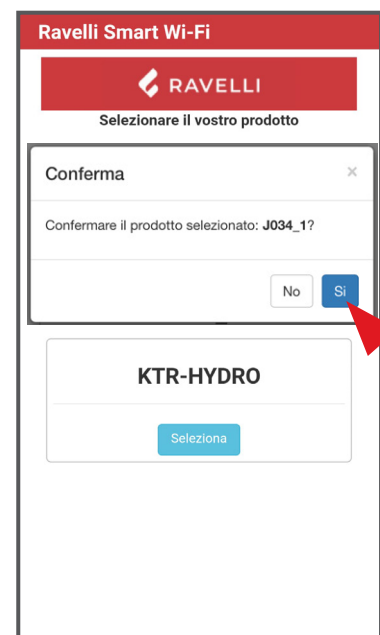 Ravelli Smart Wi-Fi
RAVELLI
Selezionare il vostro prodotto
Conferma ×
Confermare il prodotto selezionato: J034_1?
No Si
KTR-HYDRO
Seleziona